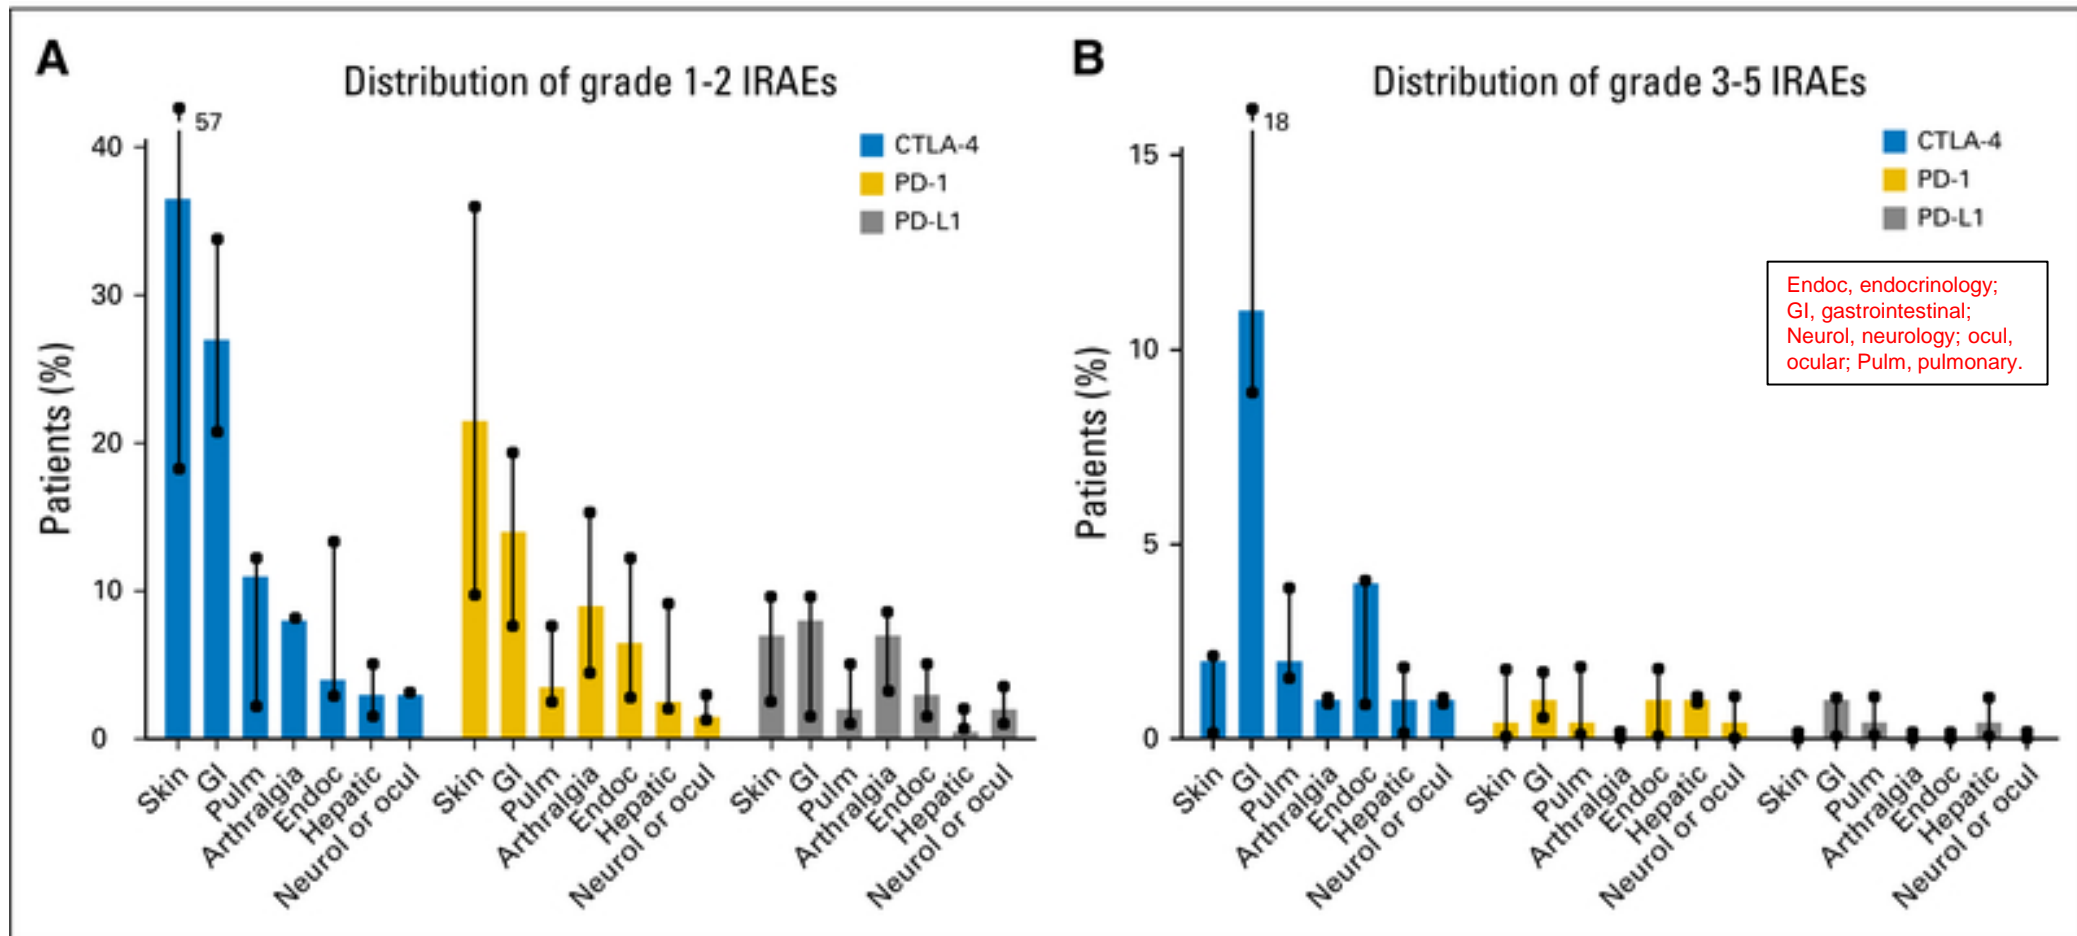 A
Distribution of grade 1-2 IRAEs
57
CTLA-4
PD-1
PD-L1
Patients (%)
40
30
20
10
0
Skin
GI
Pulm
Arthralgia
Endoc
Hepatic
Neurol or ocul
Skin
GI
Pulm
Arthralgia
Endoc
Hepatic
Neurol or ocul
Skin
GI
Pulm
Arthralgia
Endoc
Hepatic
Neurol or ocul
B
Distribution of grade 3-5 IRAEs
18
CTLA-4
PD-1
PD-L1
Endoc, endocrinology;
GI, gastrointestinal;
Neurol, neurology; ocul,
ocular; Pulm, pulmonary.
Patients (%)
15
10
5
0
Skin
GI
Pulm
Arthralgia
Endoc
Hepatic
Neurol or ocul
Skin
GI
Pulm
Arthralgia
Endoc
Hepatic
Neurol or ocul
Skin
GI
Pulm
Arthralgia
Endoc
Hepatic
Neurol or ocul